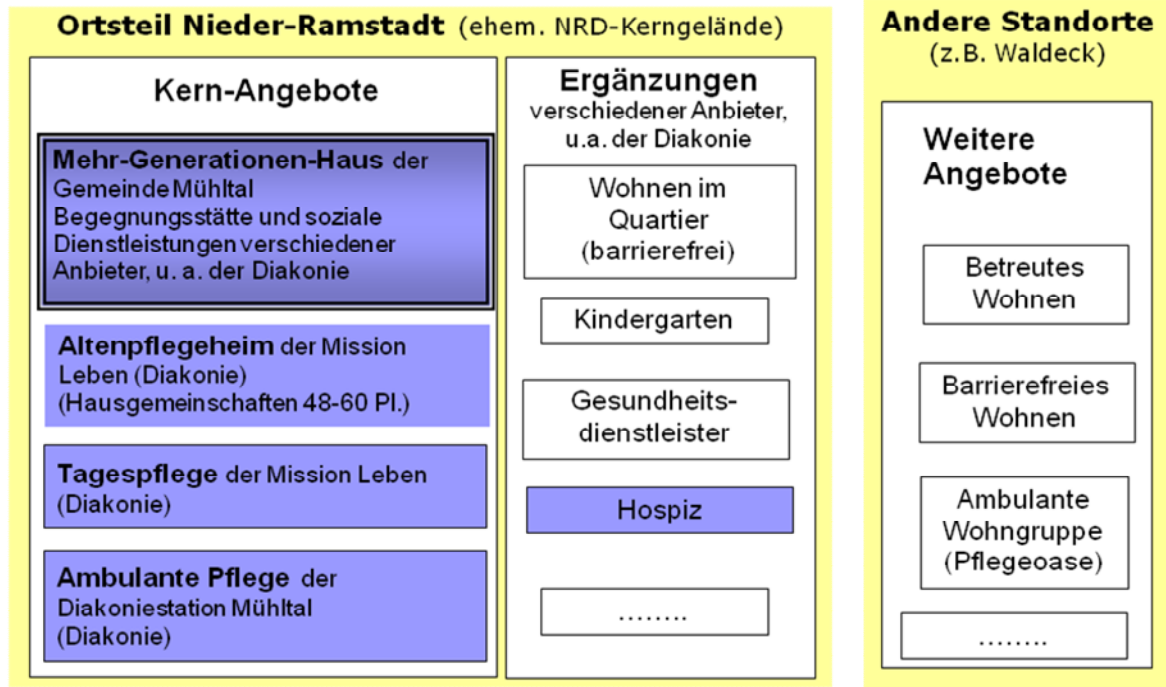 Ortsteil Nieder-Ramstadt (ehem. NRD-Kerngelände)
Kern-Angebote
Mehr-Generationen-Haus der
Gemeinde Mühltal
Begegnungsstätte und soziale
Dienstleistungen verschiedener
Anbieter, u. a. der Diakonie
Altenpflegeheim der Mission
Leben (Diakonie)
(Hausgemeinschaften 48-60 Pl.)
Tagespflege der Mission Leben
(Diakonie)
Ambulante Pflege der
Diakoniestation Mühltal
(Diakonie)
Ergänzungen
verschiedener Anbieter,
u.a. der Diakonie
Wohnen im
Quartier
(barrierefrei)
Kindergarten
Gesundheits-
dienstleister
Hospiz
........
Andere Standorte
(z.B. Waldeck)
Weitere
Angebote
Betreutes
Wohnen
Barrierefreies
Wohnen
Ambulante
Wohngruppe
(Pflegeoase)
........